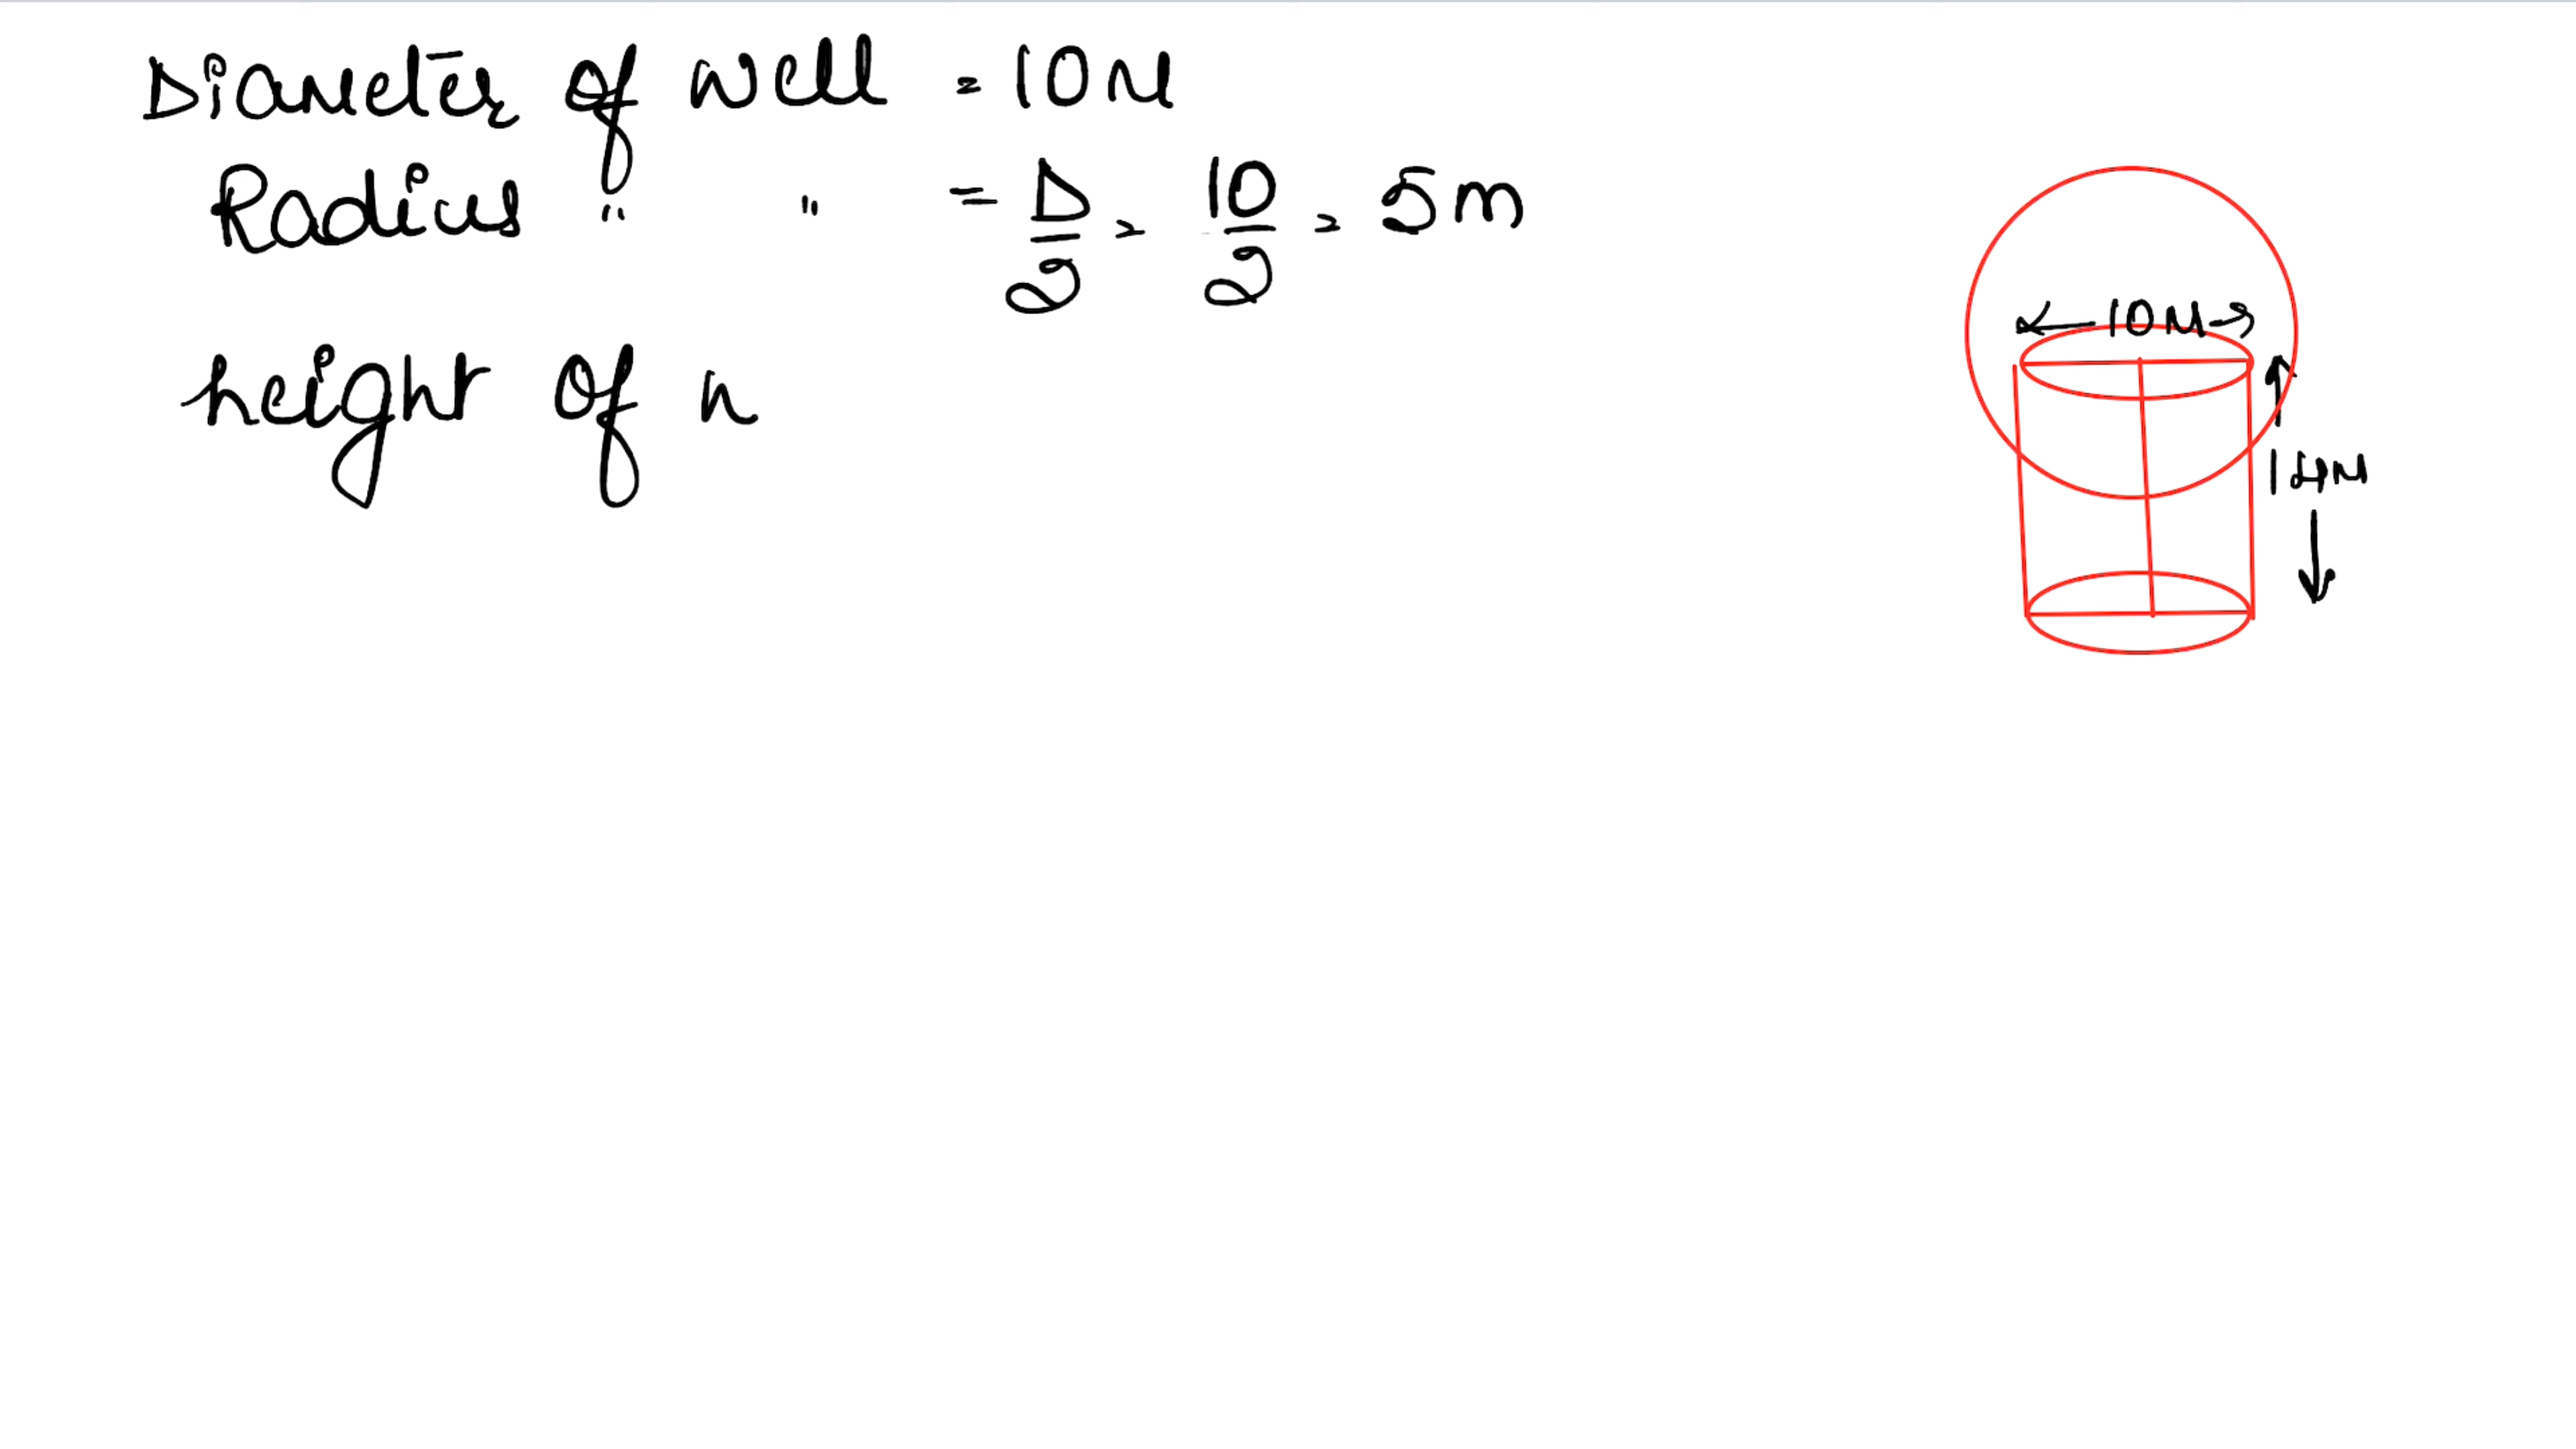 Diameter of well = 10m
Radius " " = D/2 = 10/2 = 5m
height of
10m
14m